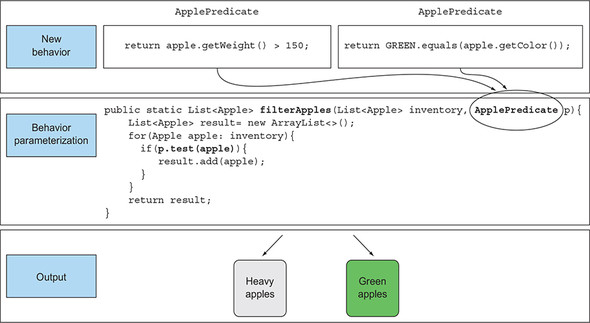 ApplePredicate
ApplePredicate
New
behavior
return apple.getWeight() > 150;
return GREEN.equals(apple.getColor());
Behavior
parameterization
public static List<Apple> filterApples(List<Apple> inventory, ApplePredicate p){
List<Apple> result= new ArrayList<>();
for(Apple apple: inventory){
if(p.test(apple)){
result.add(apple);
}
}
return result;
}
Output
Heavy
apples
Green
apples